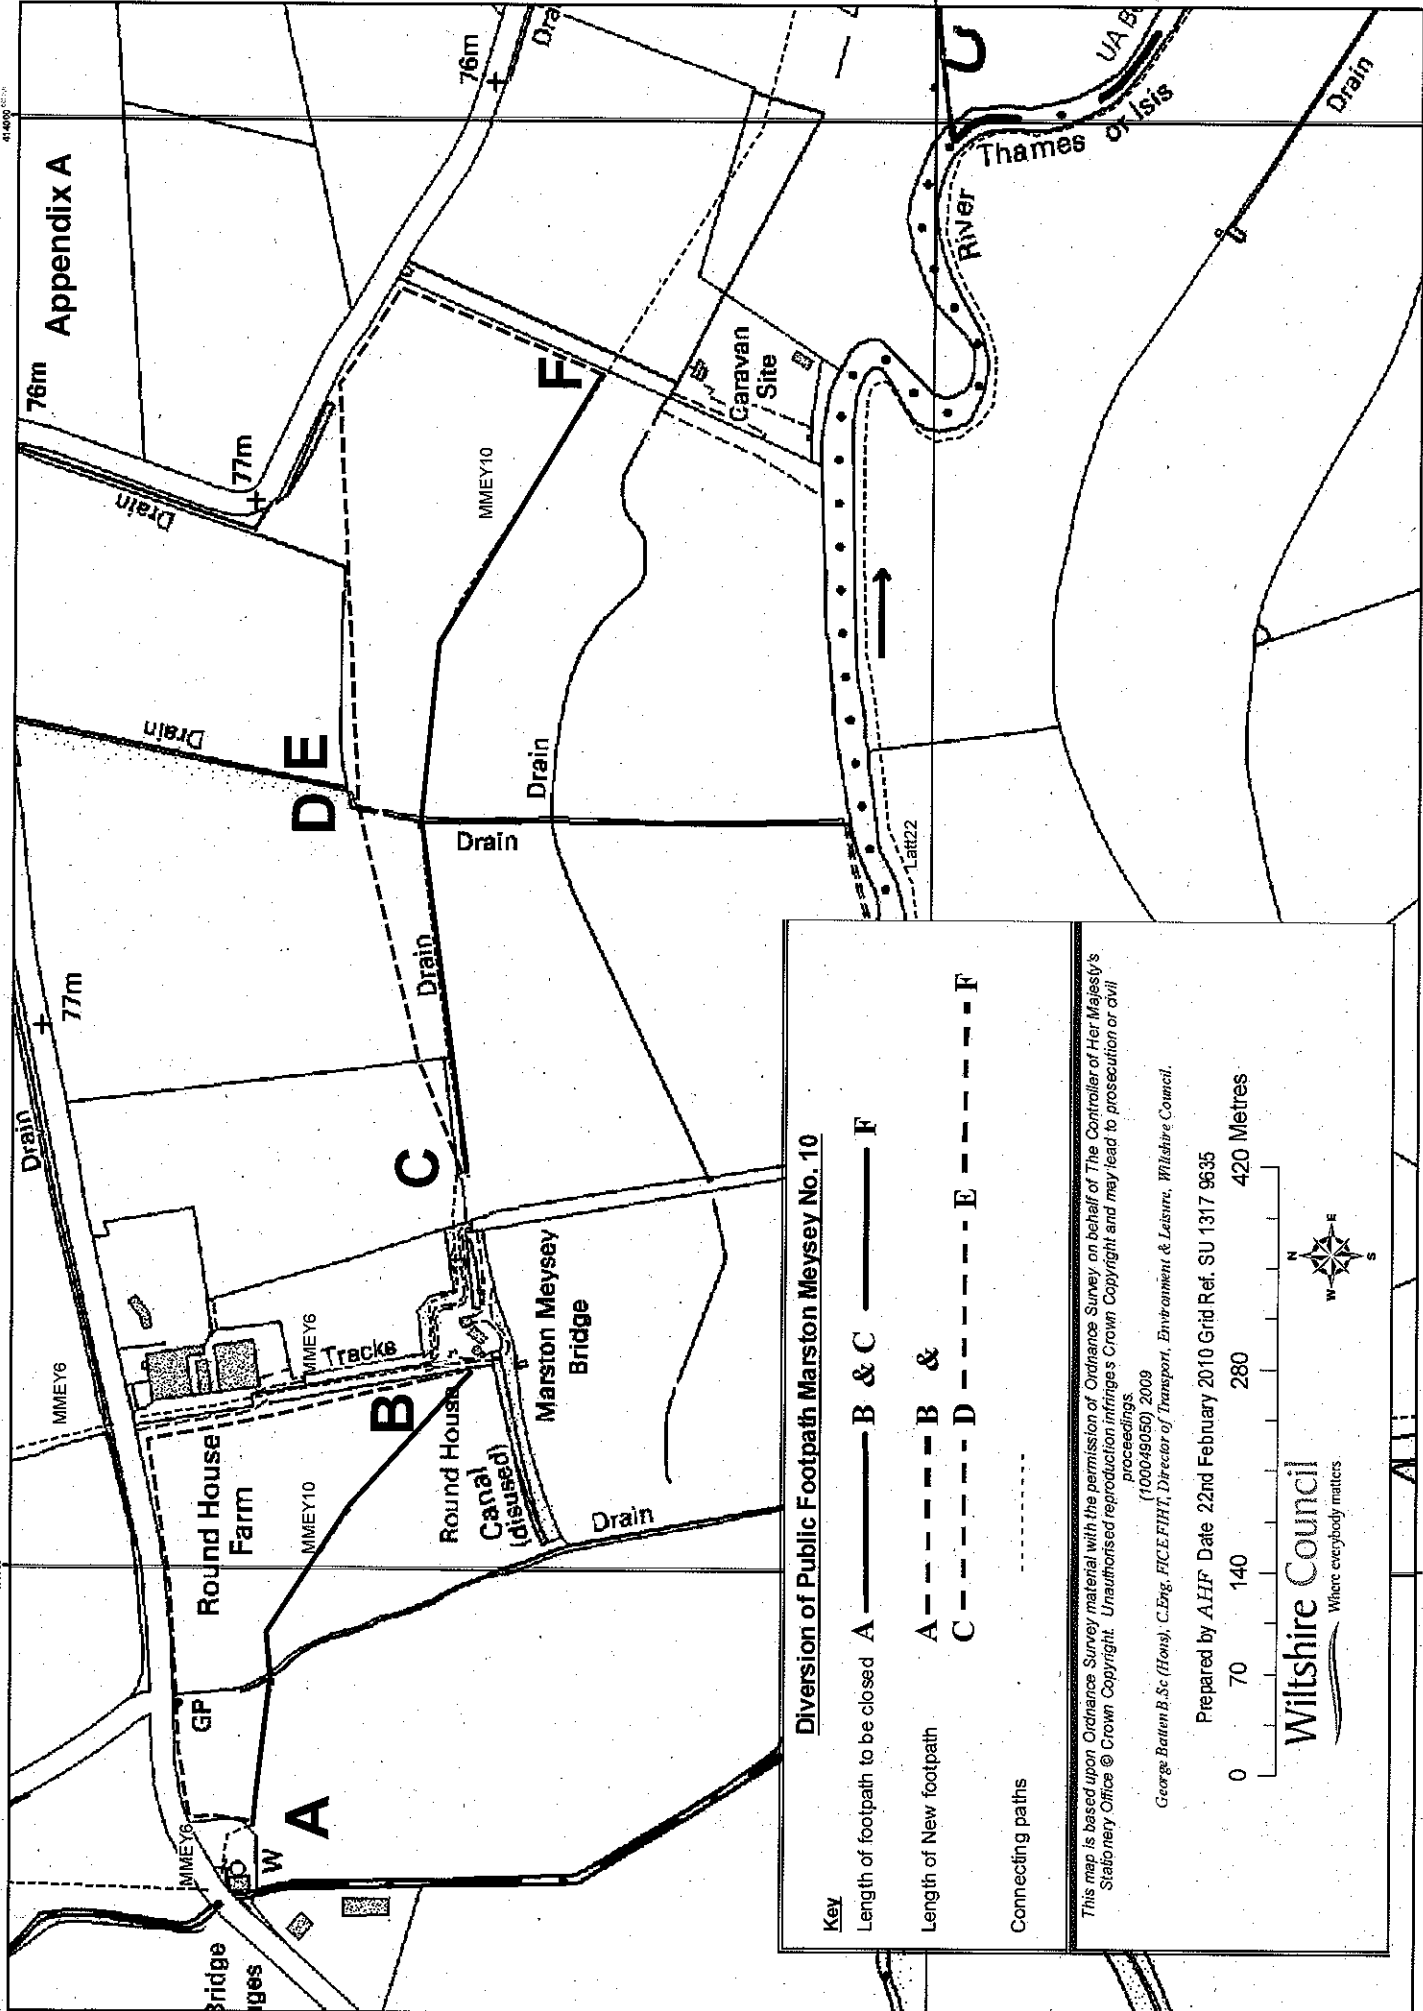 Appendix A
76m
76m
77m
77m
Drain
Drain
Drain
Drain
MMEY6
MMEY6
MMEY6
Bridge
W
A
GP
Round House
Farm
MMEY10
Tracks
B
Round House
Canal
(disused)
Marston Meysey
Bridge
Drain
C
Drain
D
E
Drain
Drain
MMEY10
F
Caravan
Site
Latt22
River
Thames
or Isis
Drain
Diversion of Public Footpath Marston Meysey No. 10
Key
Length of footpath to be closed A B & C F
Length of New footpath A B &
C D E F
Connecting paths
This map is based upon Ordnance Survey material with the permission of Ordnance Survey on behalf of The Controller of Her Majesty's
Stationery Office © Crown Copyright. Unauthorised reproduction infringes Crown Copyright and may lead to prosecution or civil
proceedings.
(100049050) 2009
George Batten B.Sc (Hons), C.Eng, FICE FIHT, Director of Transport, Environment & Leisure, Wiltshire Council.
Prepared by AHF Date 22nd February 2010 Grid Ref. SU 1317 9635
0 70 140 280 420 Metres
Wiltshire Council
Where everybody matters
N
W E
S